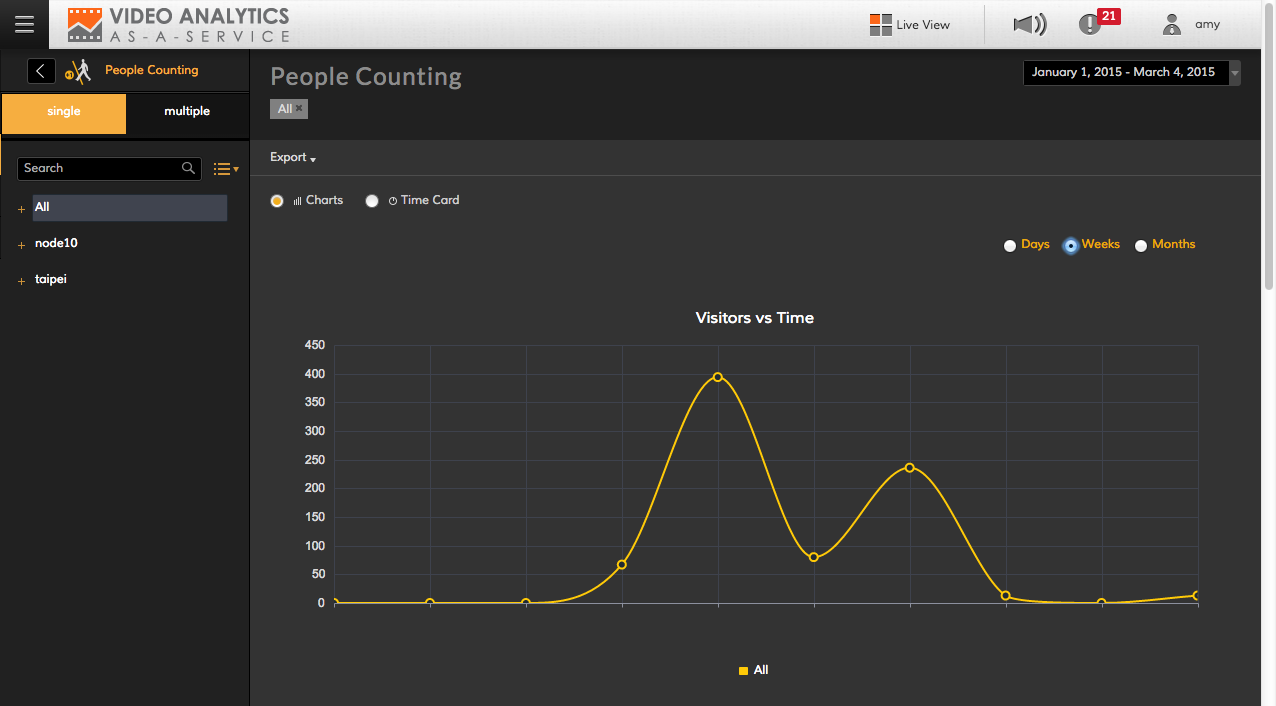 VIDEO ANALYTICS
AS-A-SERVICE
Live View
21
amy
People Counting
single
multiple
Search
All
node10
taipei
People Counting
January 1, 2015 - March 4, 2015
All ×
Export
Charts
Time Card
Days
Weeks
Months
Visitors vs Time
450
400
350
300
250
200
150
100
50
0
All